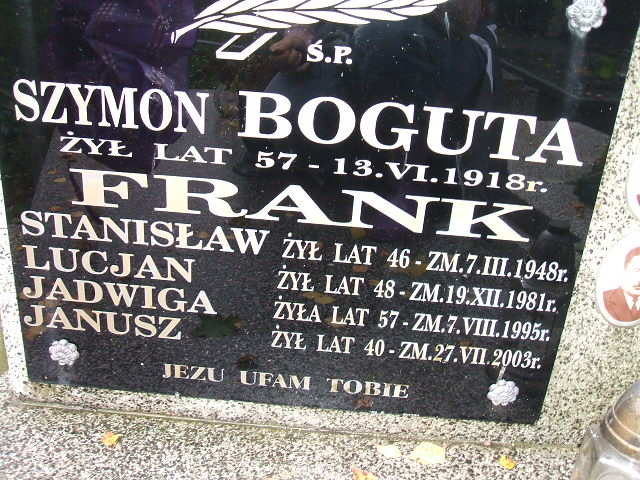 Ś.P.
SZYMON BOGUTA
ŻYŁ LAT 57 - 13.VI.1918r.
FRANK
STANISŁAW ŻYŁ LAT 46 - ZM.7.III.1948r.
LUCJAN ŻYŁ LAT 48 - ZM.19.XII.1981r.
JADWIGA ŻYŁA LAT 57 - ZM.7.VIII.1995r.
JANUSZ ŻYŁ LAT 40 - ZM.27.VII.2003r.
JEZU UFAM TOBIE